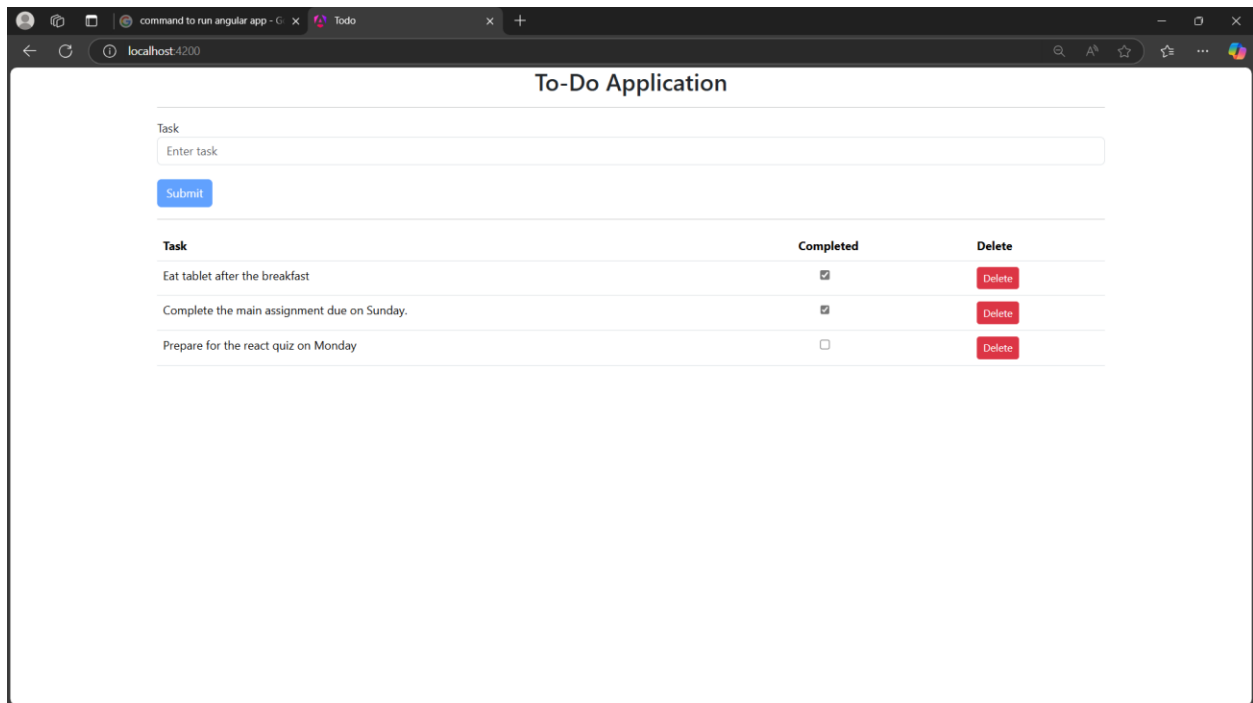 command to run angular app - G
Todo
localhost:4200
To-Do Application
Task
Enter task
Submit
Task Completed Delete
Eat tablet after the breakfast Delete
Complete the main assignment due on Sunday. Delete
Prepare for the react quiz on Monday Delete